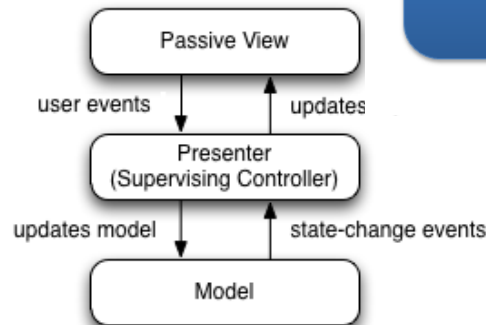 Passive View
user events
updates
Presenter
(Supervising Controller)
updates model
state-change events
Model